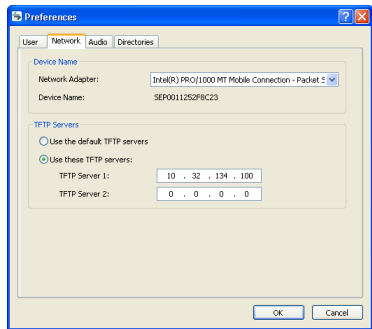 Preferences
User Network Audio Directories
Device Name
Network Adapter: Intel(R) PRO/1000 MT Mobile Connection - Packet S
Device Name: SEP0011252F8C23
TFTP Servers
Use the default TFTP servers
Use these TFTP servers:
TFTP Server 1: 10 . 32 . 134 . 100
TFTP Server 2: 0 . 0 . 0 . 0
OK Cancel